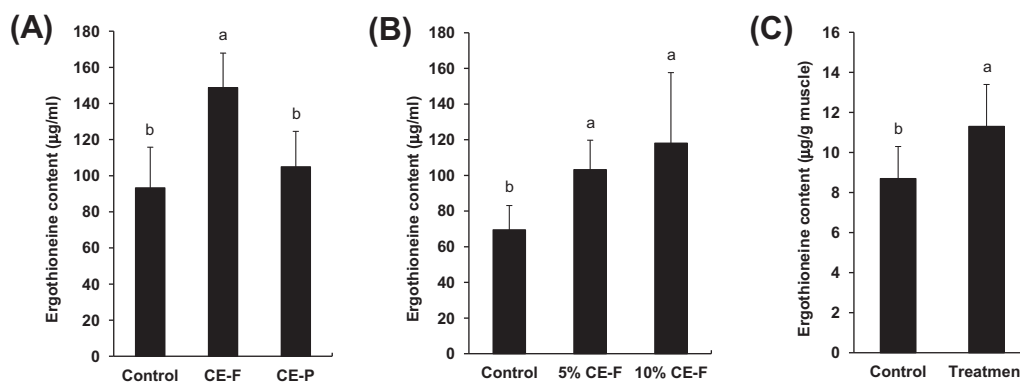 (A)
Ergothioneine content (µg/ml)
180
160
140
120
100
80
60
40
20
0
b
a
b
Control CE-F CE-P
(B)
Ergothioneine content (µg/ml)
180
160
140
120
100
80
60
40
20
0
b
a
a
Control 5% CE-F 10% CE-F
(C)
Ergothioneine content (µg/g muscle)
16
14
12
10
8
6
4
2
0
b
a
Control Treatmen